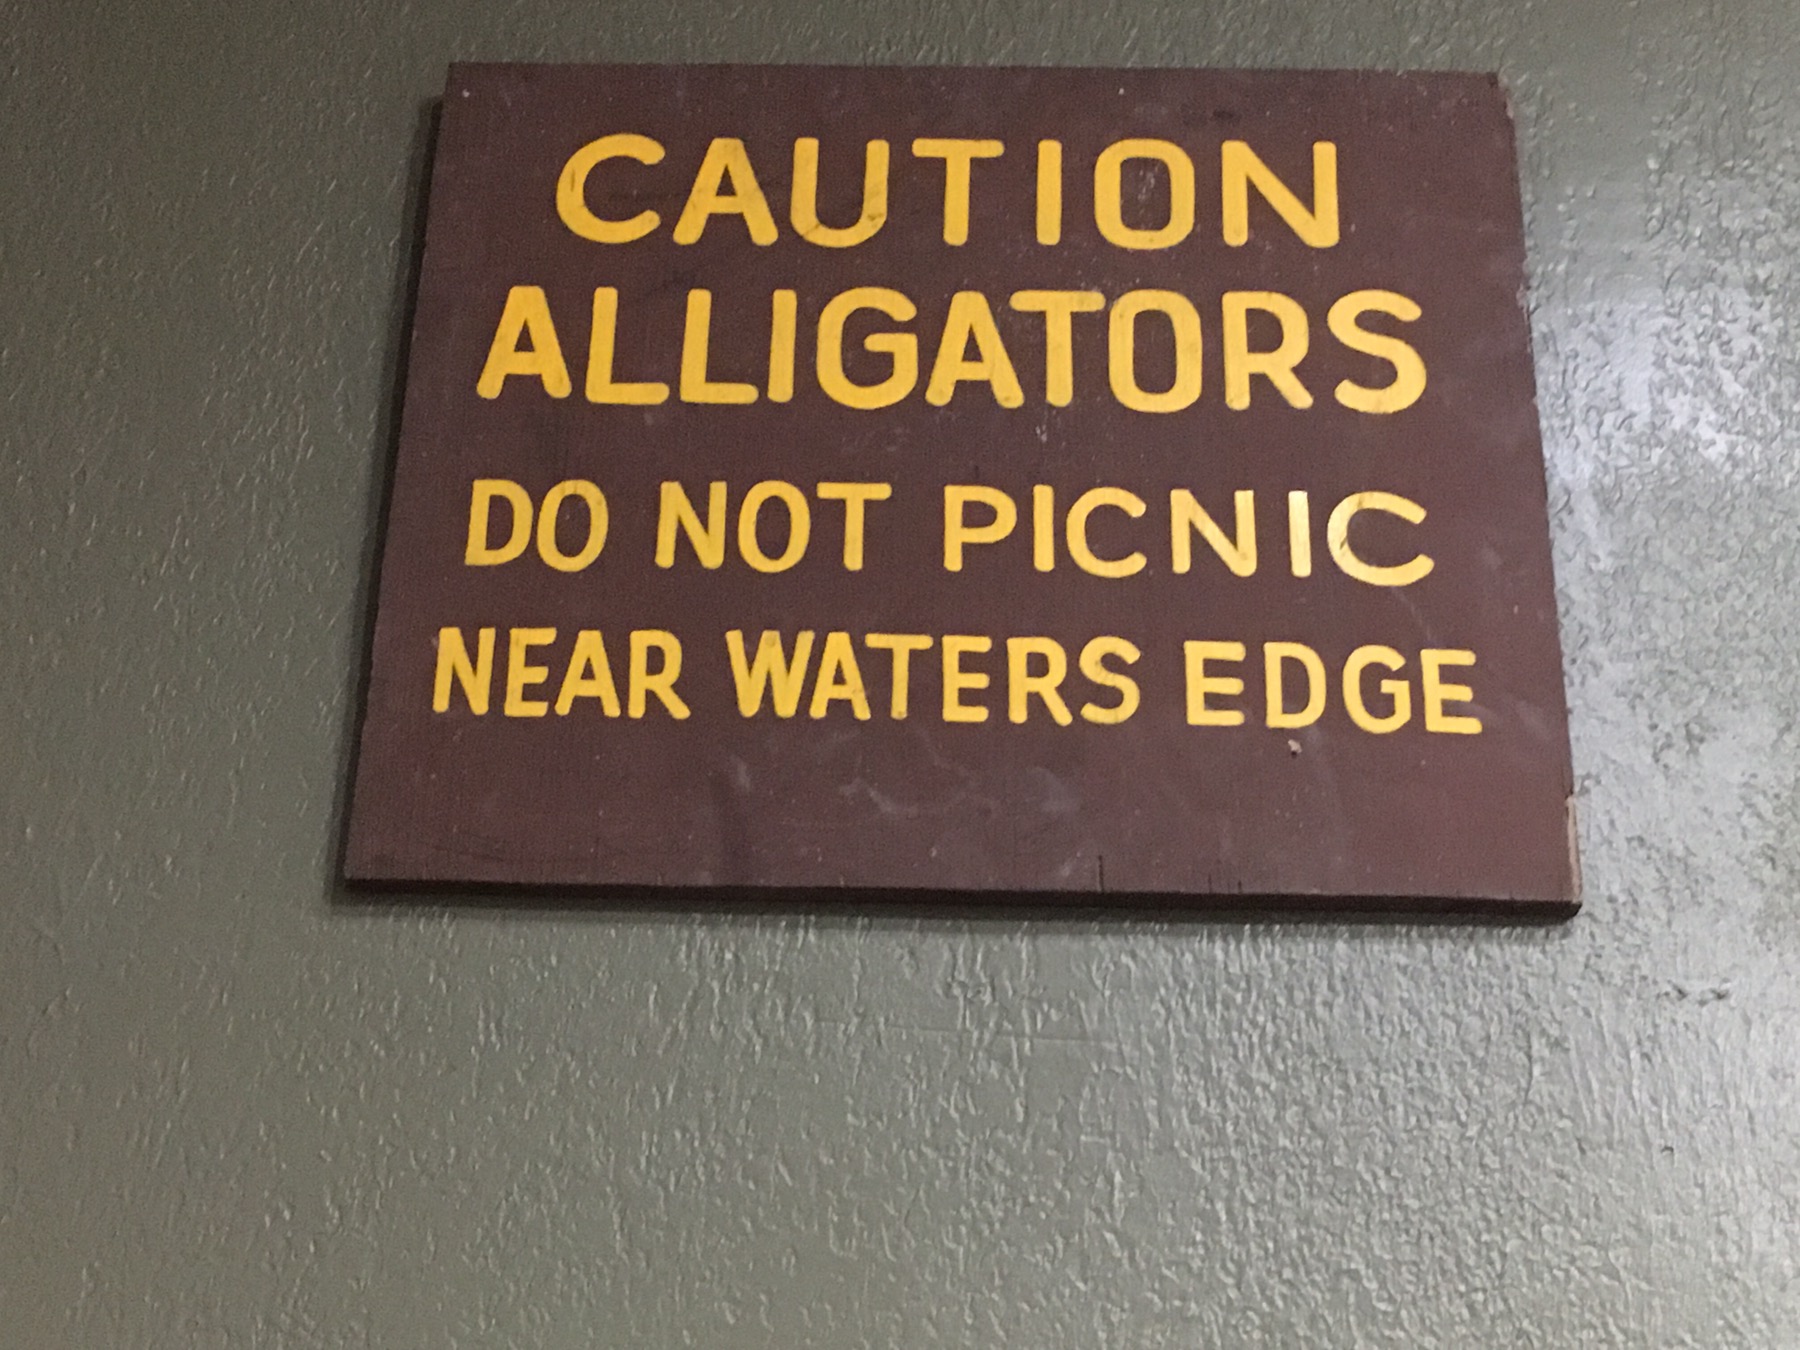 CAUTION
ALLIGATORS
DO NOT PICNIC
NEAR WATERS EDGE